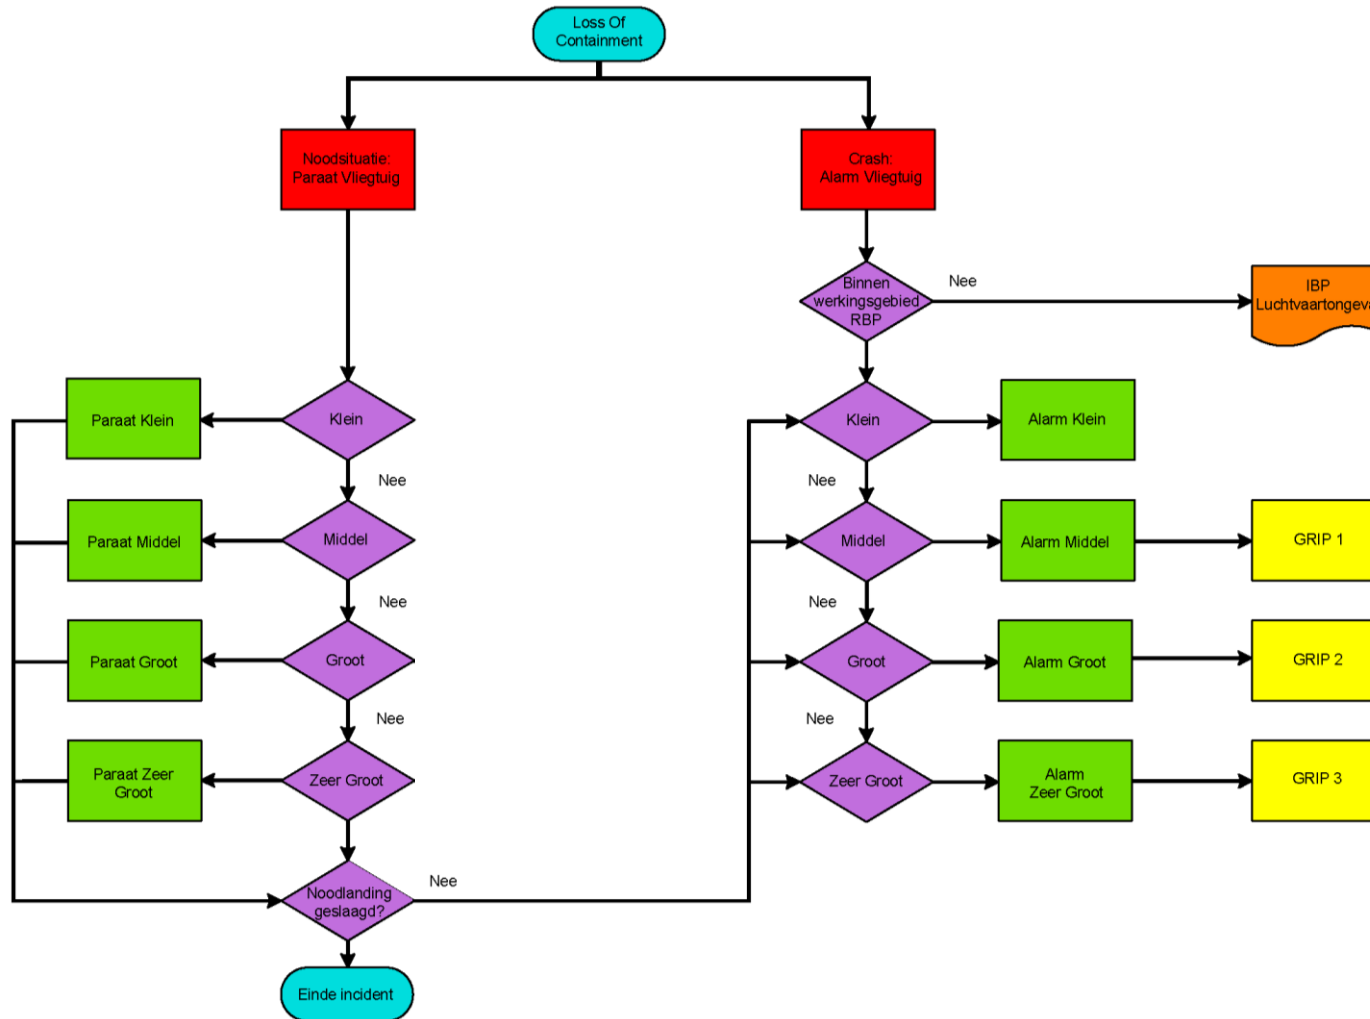 Loss Of
Containment
Noodsituatie:
Paraat Vliegtuig
Crash:
Alarm Vliegtuig
Binnen
werkingsgebied
RBP
Nee
IBP
Luchtvaartongeva
Paraat Klein
Klein
Klein
Alarm Klein
Nee
Nee
Paraat Middel
Middel
Middel
Alarm Middel
GRIP 1
Nee
Nee
Paraat Groot
Groot
Groot
Alarm Groot
GRIP 2
Nee
Nee
Paraat Zeer
Groot
Zeer Groot
Zeer Groot
Alarm
Zeer Groot
GRIP 3
Noodlanding
geslaagd?
Nee
Einde incident